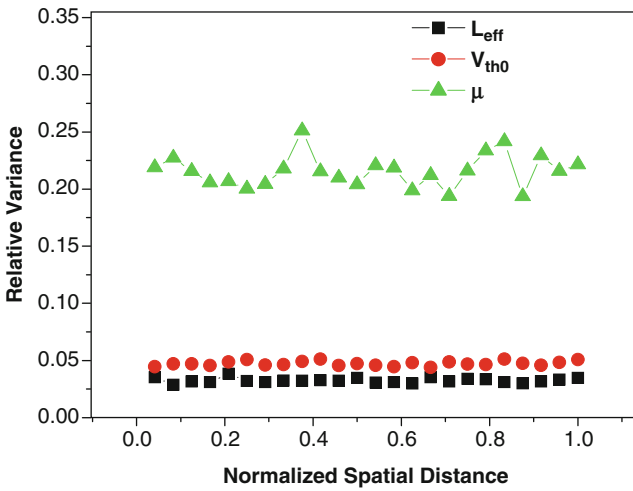 0.35
0.30
0.25
0.20
0.15
0.10
0.05
0.00
Relative Variance
L_eff
V_th0
μ
0.0 0.2 0.4 0.6 0.8 1.0
Normalized Spatial Distance